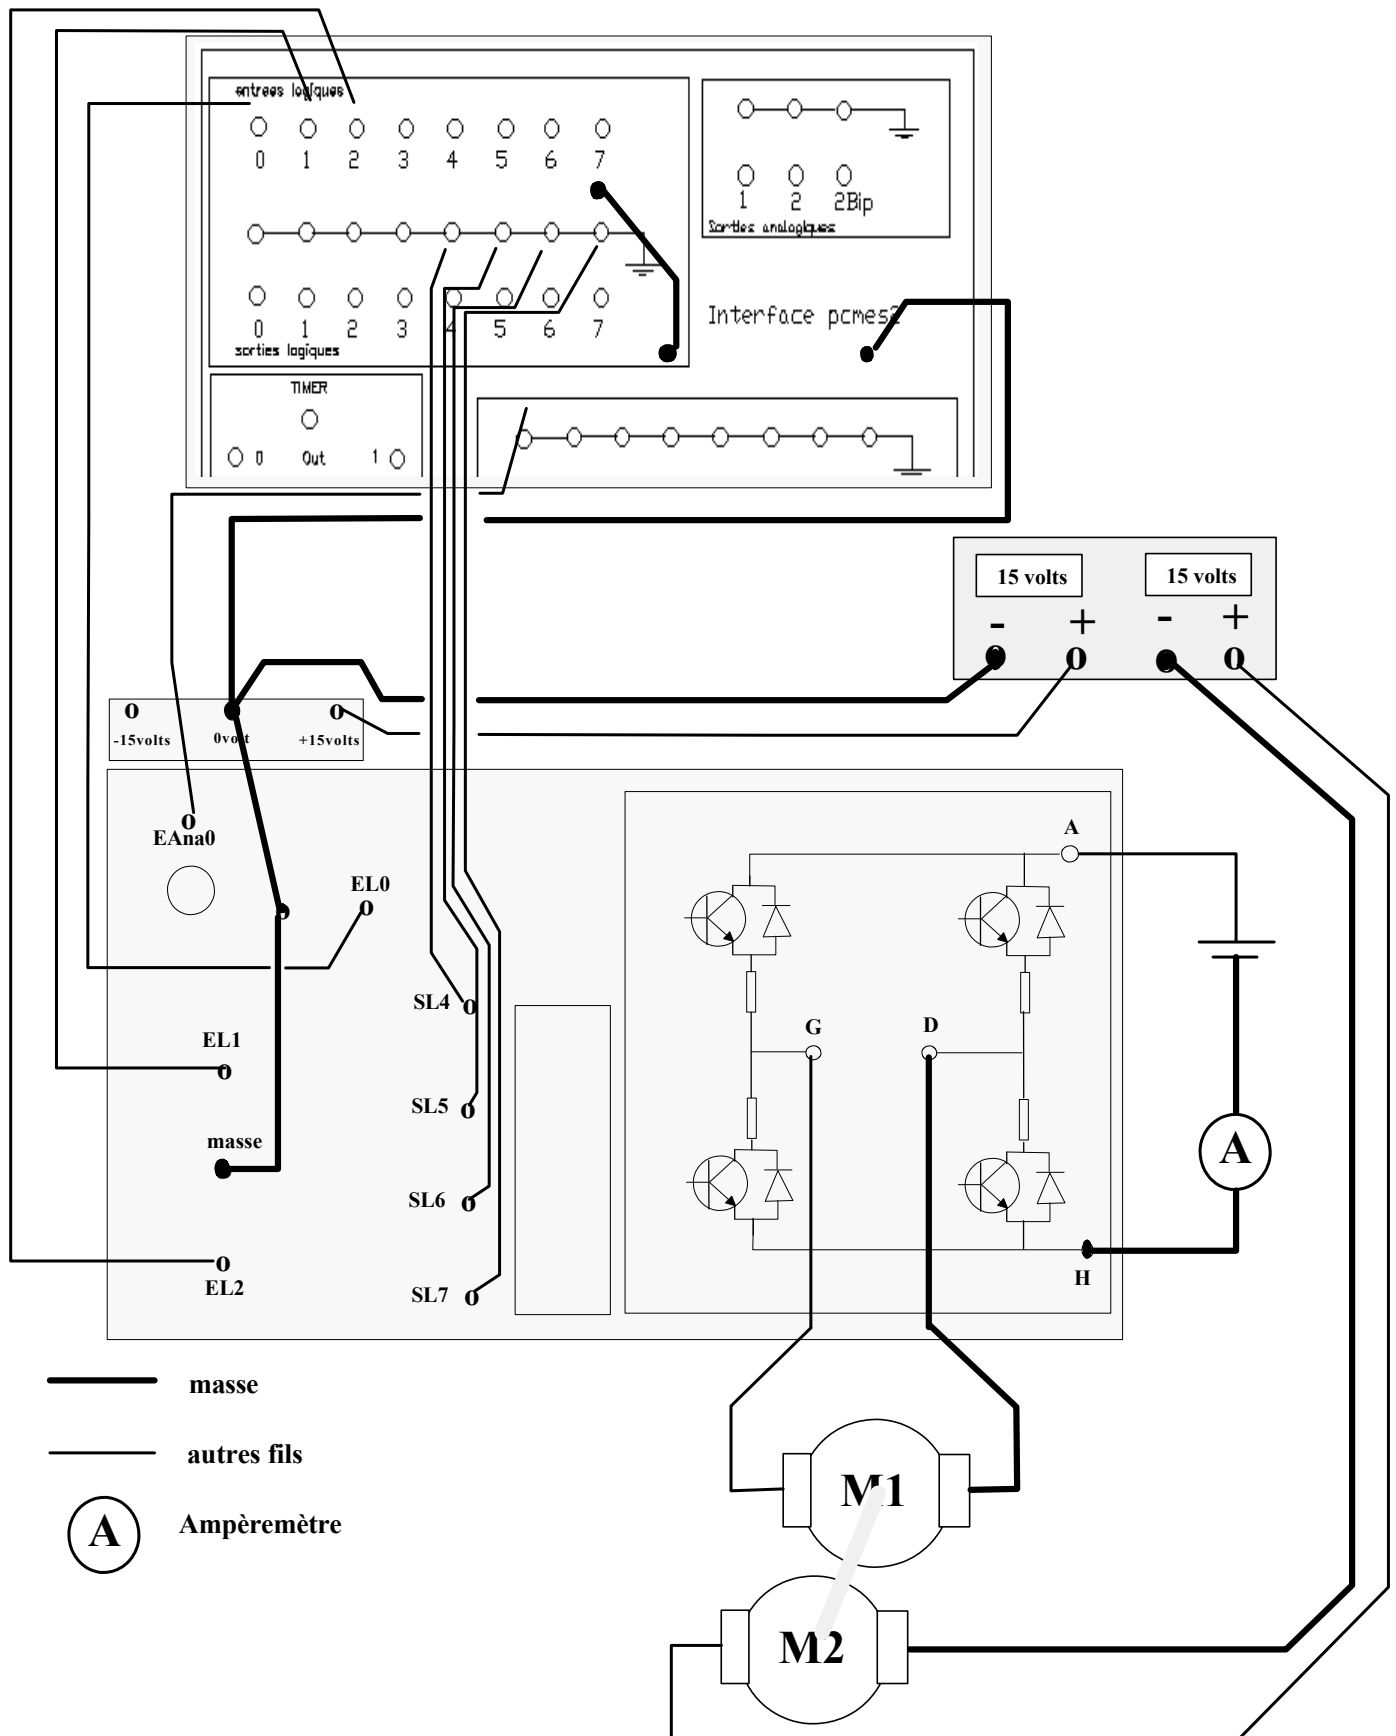 entrees logiques
0 1 2 3 4 5 6 7
0 1 2 3 4 5 6 7
sorties logiques
1 2 2Bip
Sorties analogiques
Interface pcmes2
TIMER
0 Out 1
15 volts 15 volts
- + - +
-15volts 0volt +15volts
EAna0
EL0
EL1
masse
EL2
SL4
SL5
SL6
SL7
A
G D
H
A
masse
autres fils
A Ampèremètre
M1
M2